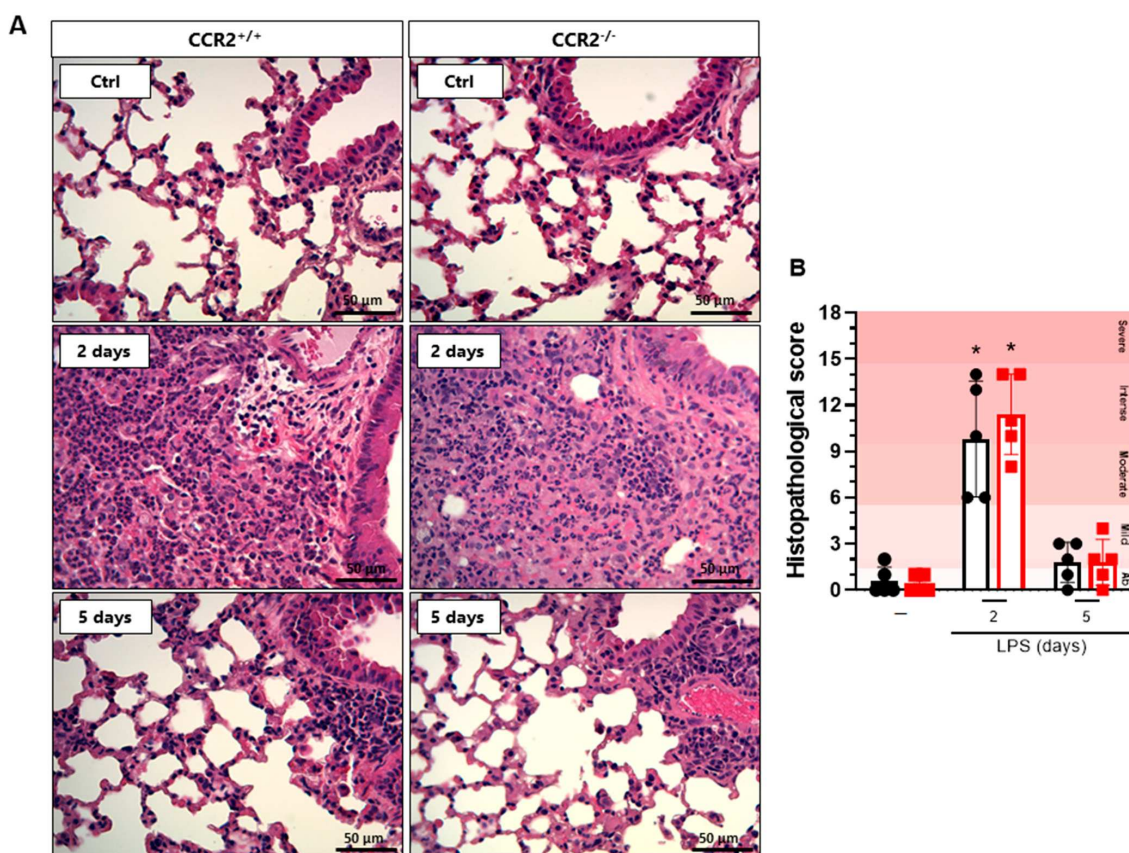 A
CCR2+/+
CCR2-/-
Ctrl
Ctrl
50 µm
50 µm
2 days
2 days
50 µm
50 µm
5 days
5 days
50 µm
50 µm
B
Histopathological score
18
15
12
9
6
3
0
Severe
Intense
Moderate
Mild
Ab
*
*
–
2
5
LPS (days)